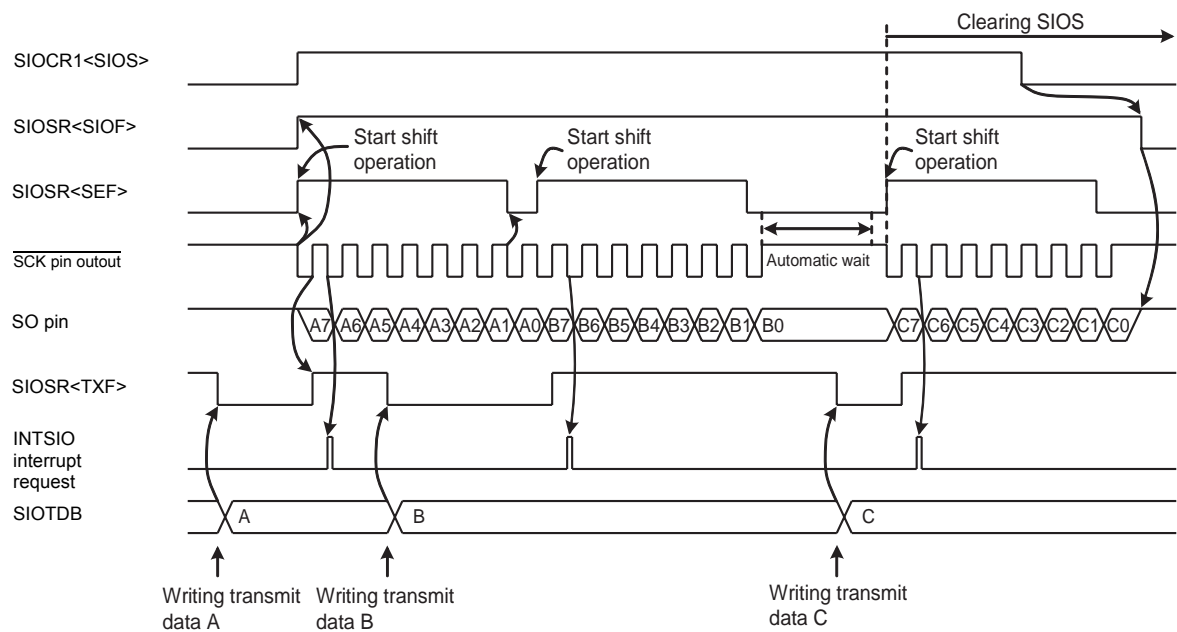 Clearing SIOS
SIOCR1<SIOS>
SIOSR<SIOF>
Start shift
operation
Start shift
operation
Start shift
operation
SIOSR<SEF>
SCK pin outout
Automatic wait
SO pin
A7 A6 A5 A4 A3 A2 A1 A0 B7 B6 B5 B4 B3 B2 B1 B0 C7 C6 C5 C4 C3 C2 C1 C0
SIOSR<TXF>
INTSIO
interrupt
request
SIOTDB
A B C
Writing transmit
data A
Writing transmit
data B
Writing transmit
data C